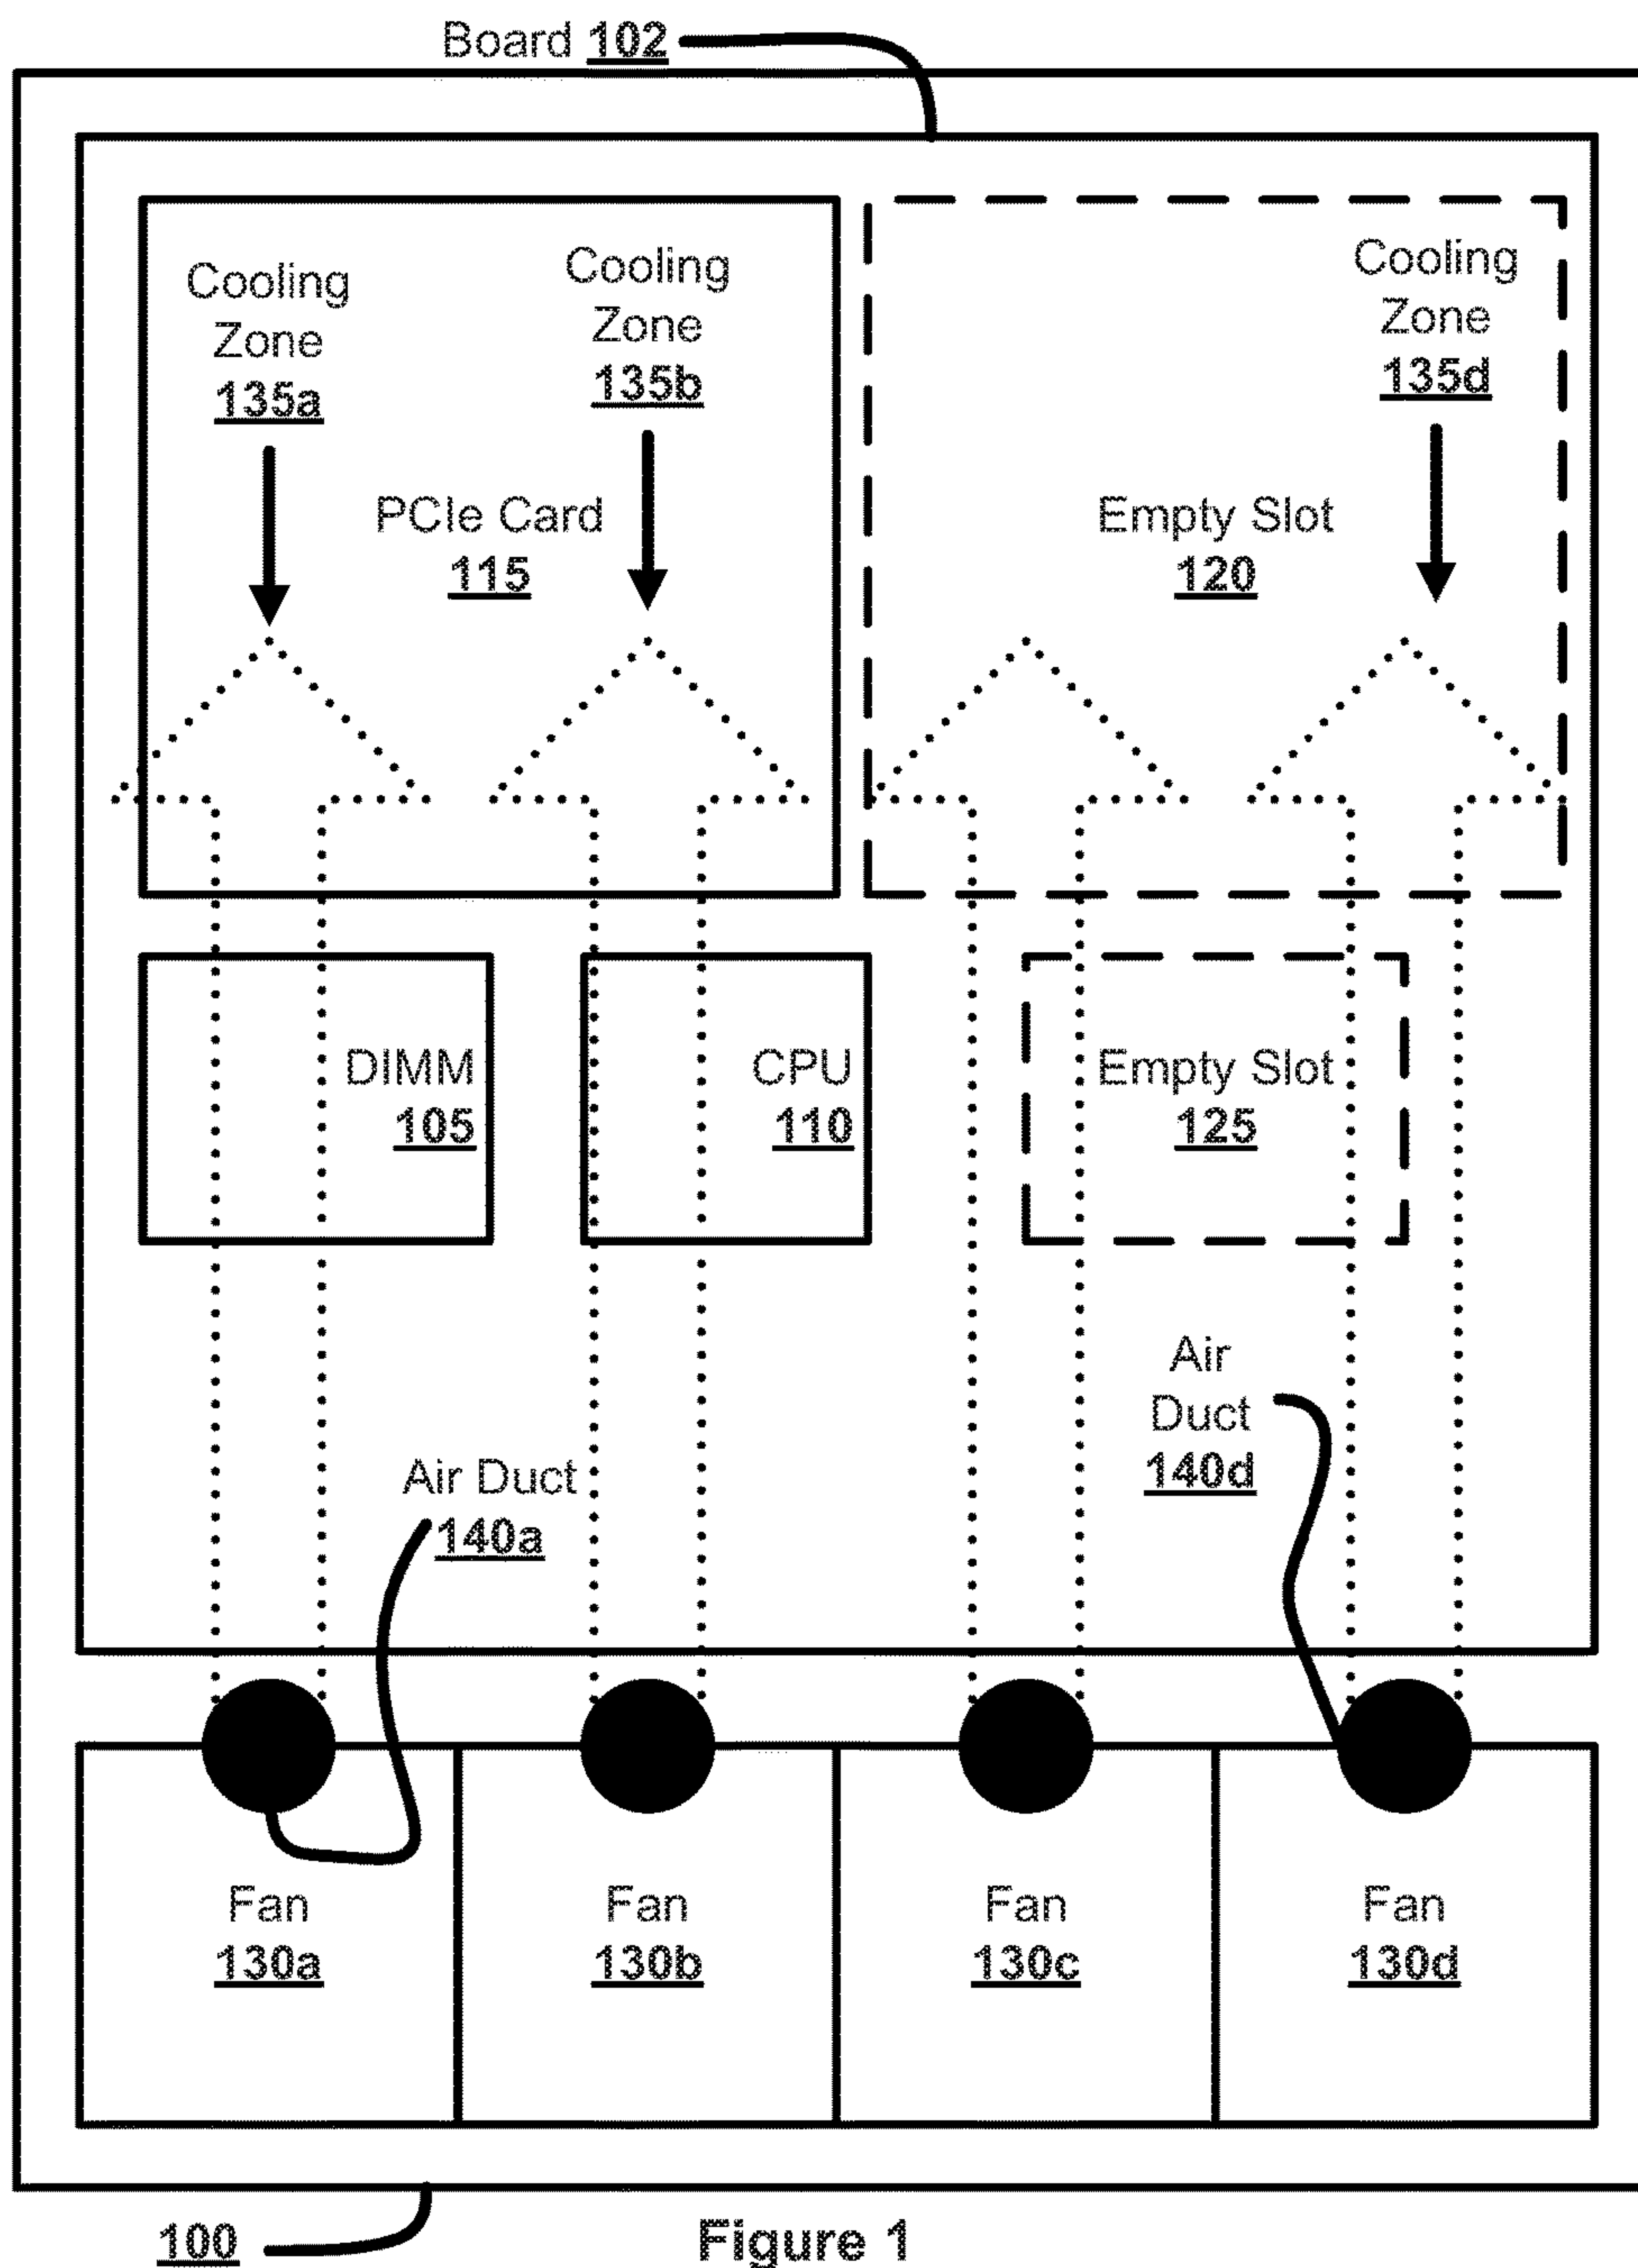 Board 102
Cooling
Zone
135a
Cooling
Zone
135b
Cooling
Zone
135d
PCIe Card
115
Empty Slot
120
DIMM
105
CPU
110
Empty Slot
125
Air
Duct
140d
Air Duct
140a
Fan
130a
Fan
130b
Fan
130c
Fan
130d
100
Figure 1